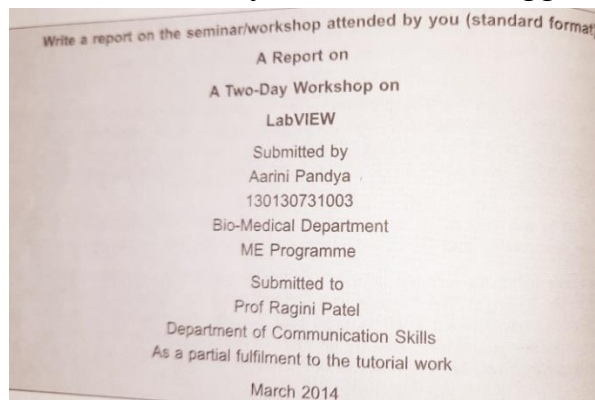 Write a report on the seminar/workshop attended by you (standard format)
A Report on
A Two-Day Workshop on
LabVIEW
Submitted by
Aarini Pandya
130130731003
Bio-Medical Department
ME Programme
Submitted to
Prof Ragini Patel
Department of Communication Skills
As a partial fulfilment to the tutorial work
March 2014